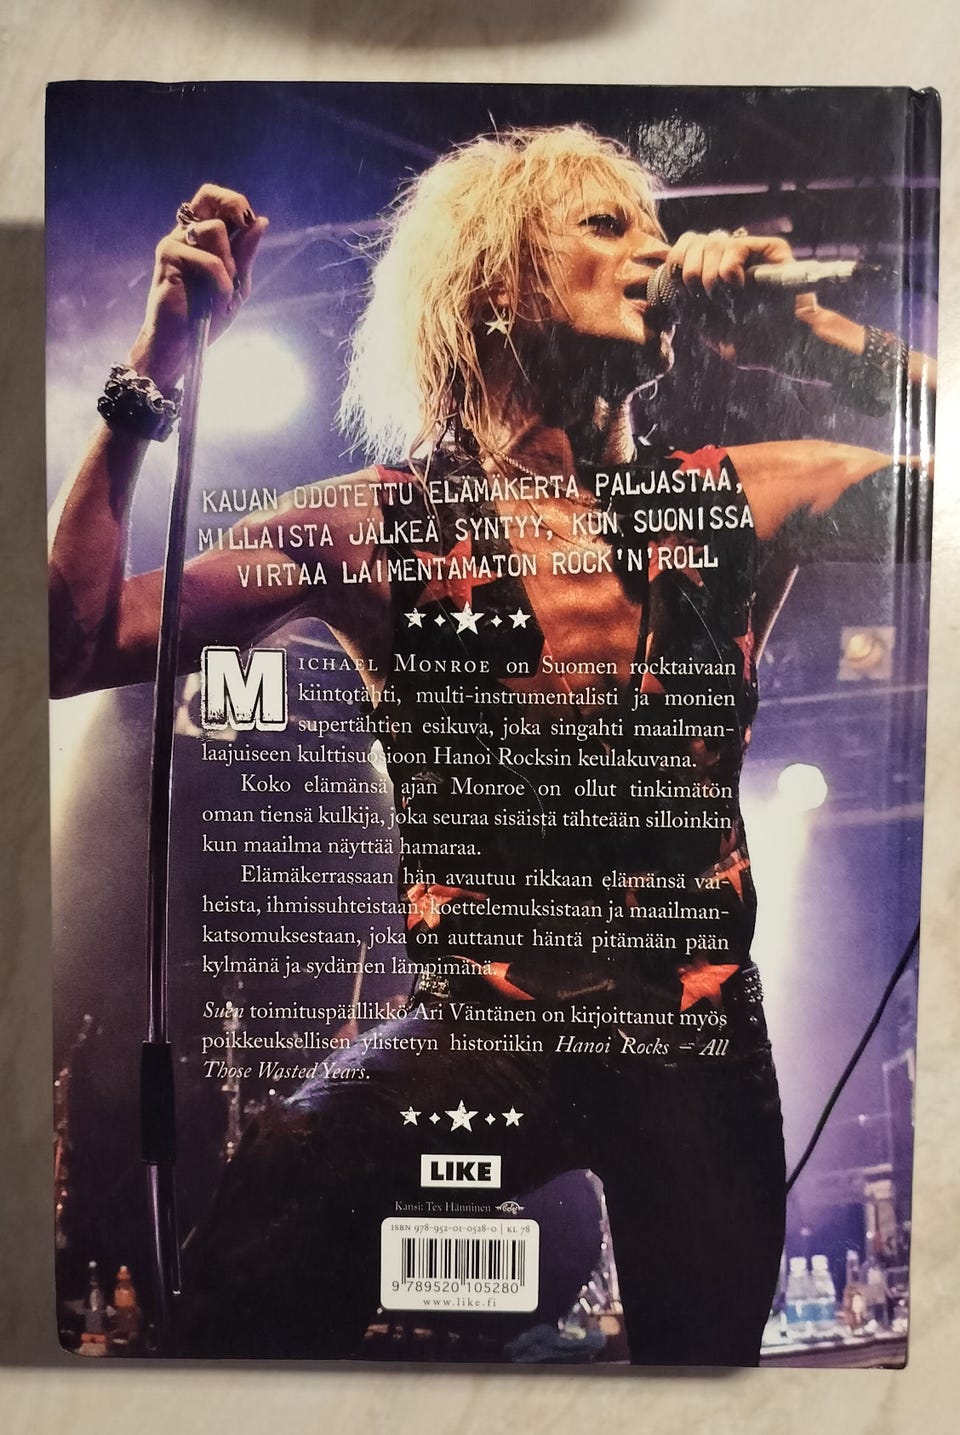 KAUAN ODOTETTU ELÄMÄKERTA PALJASTAA,
MILLAISTA JÄLKEÄ SYNTYY, KUN SUONISSA
VIRTAA LAIMENTAMATON ROCK'N'ROLL
MICHAEL MONROE on Suomen rocktaivaan
kiintotähti, multi-instrumentalisti ja monien
supertähtien esikuva, joka singahti maailman-
laajuiseen kulttisuosioon Hanoi Rocksin keulakuvana.
Koko elämänsä ajan Monroe on ollut tinkimätön
oman tiensä kulkija, joka seuraa sisäistä tähteään silloinkin
kun maailma näyttää hamaraa.
Elämäkerrassaan hän avautuu rikkaan elämänsä vai-
heista, ihmissuhteistaan, koettelemuksistaan ja maailman-
katsomuksestaan, joka on auttanut häntä pitämään pään
kylmänä ja sydämen lämpimänä.
Suen toimituspäällikkö Ari Väntänen on kirjoittanut myös
poikkeuksellisen ylistetyn historiikin Hanoi Rocks – All
Those Wasted Years.
LIKE
Kansi: Tex Hänninen
ISBN 978-952-01-0528-0 | KL 78
9 789520 105280
www.like.fi